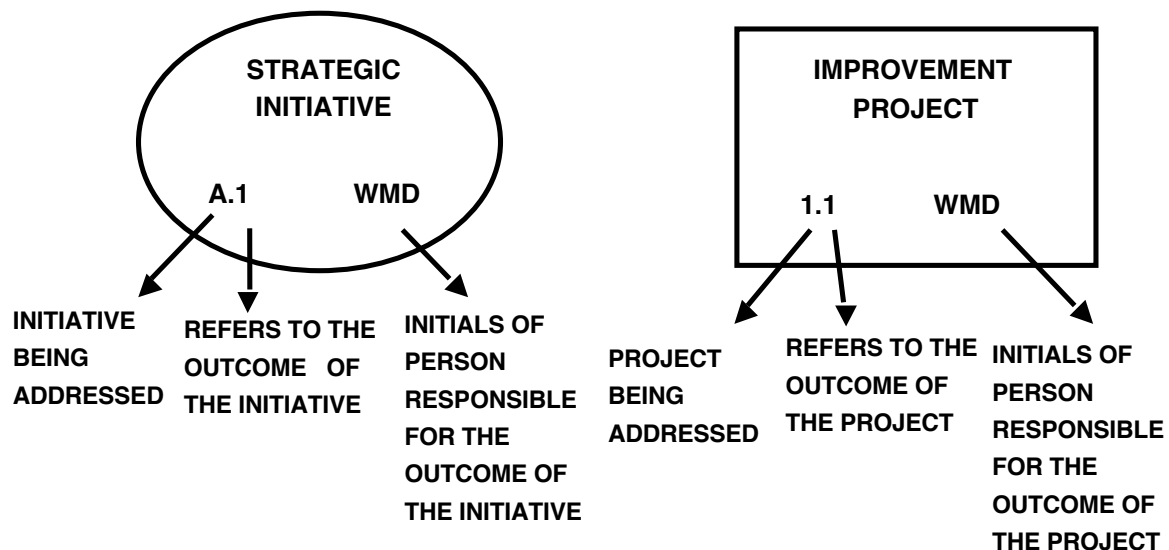 STRATEGIC
INITIATIVE
A.1 WMD
INITIATIVE
BEING
ADDRESSED
REFERS TO THE
OUTCOME OF
THE INITIATIVE
INITIALS OF
PERSON
RESPONSIBLE
FOR THE
OUTCOME OF
THE INITIATIVE
IMPROVEMENT
PROJECT
1.1 WMD
PROJECT
BEING
ADDRESSED
REFERS TO THE
OUTCOME OF
THE PROJECT
INITIALS OF
PERSON
RESPONSIBLE
FOR THE
OUTCOME OF
THE PROJECT